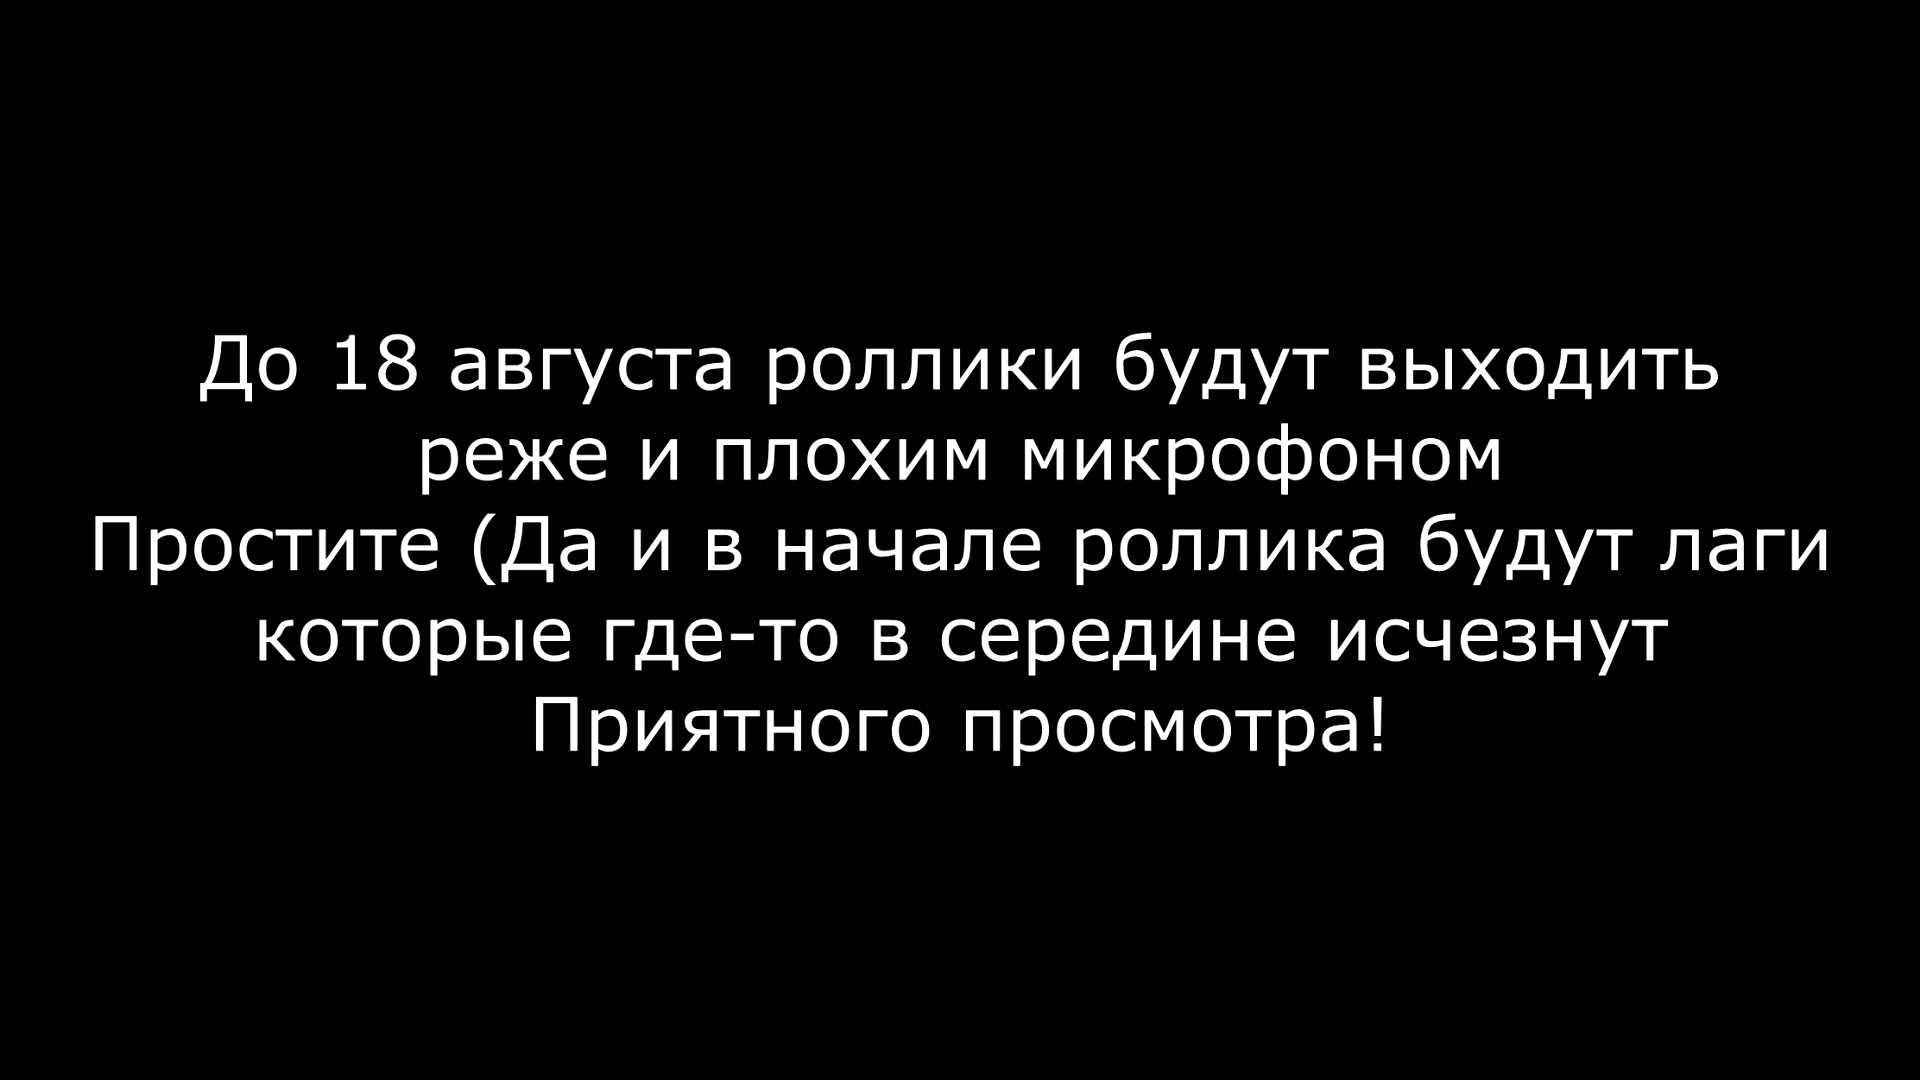 До 18 августа роллики будут выходить
реже и плохим микрофоном
Простите (Да и в начале роллика будут лаги
которые где-то в середине исчезнут
Приятного просмотра!